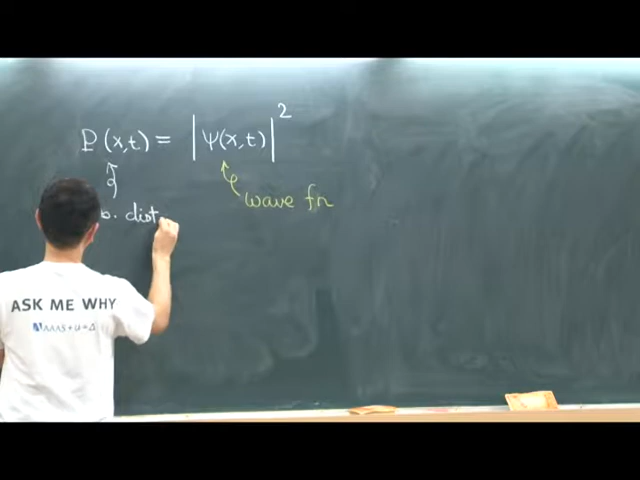 P(x,t) = |Ψ(x,t)|²
wave fn
dist
ASK ME WHY